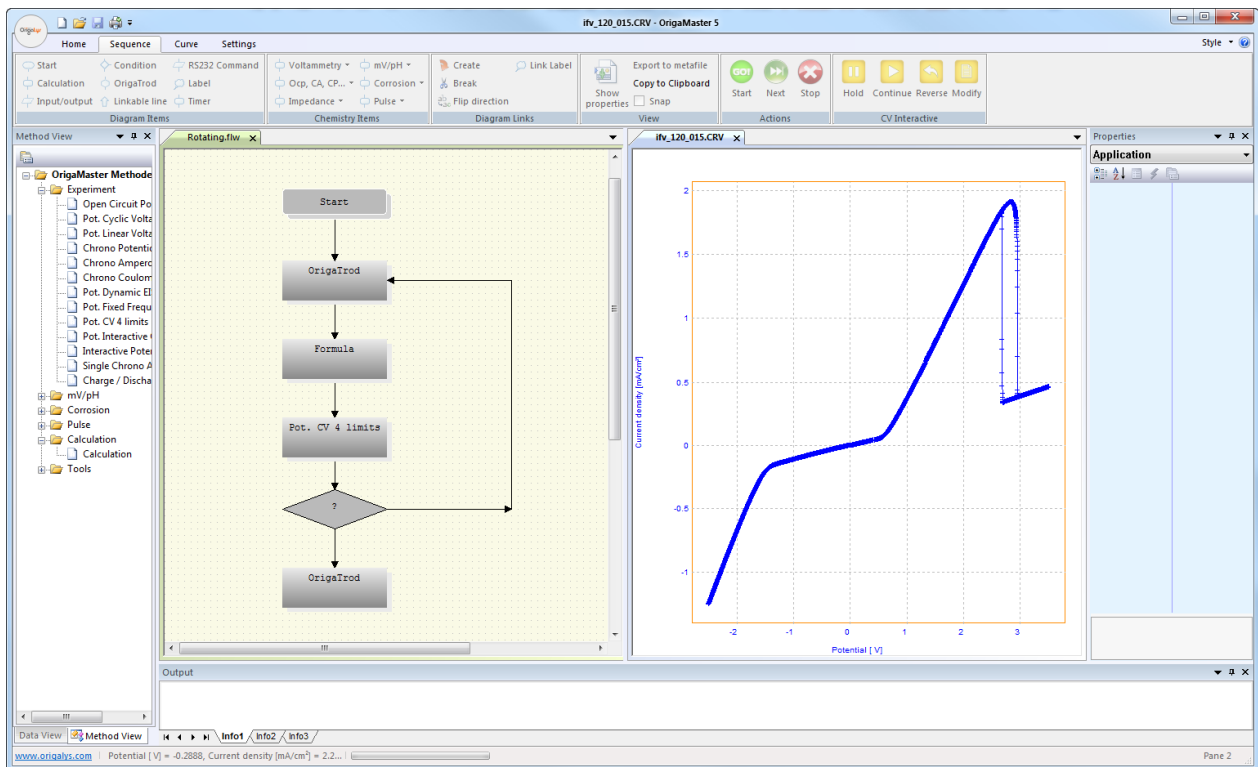 ifv_120_015.CRV - OrigaMaster 5
Origalys
Home Sequence Curve Settings Style
Start Condition RS232 Command Voltammetry mV/pH Create Link Label Export to metafile
Calculation OrigaTrod Label Ocp, CA, CP... Corrosion Break Copy to Clipboard
Input/output Linkable line Timer Impedance Pulse Flip direction Show properties Snap GO! Start Next Stop Hold Continue Reverse Modify
Diagram Items Chemistry Items Diagram Links View Actions CV Interactive
Method View
OrigaMaster Methode
Experiment
Open Circuit Po
Pot. Cyclic Volta
Pot. Linear Volta
Chrono Potentic
Chrono Ampero
Chrono Coulom
Pot. Dynamic EI
Pot. Fixed Frequ
Pot. CV 4 limits
Pot. Interactive
Interactive Poter
Single Chrono A
Charge / Discha
mV/pH
Corrosion
Pulse
Calculation
Calculation
Tools
Data View Method View
Rotating.flw
Start
OrigaTrod
Formula
Pot. CV 4 limits
?
OrigaTrod
ifv_120_015.CRV
Current density [mA/cm²]
2
1.5
1
0.5
0
-0.5
-1
-2 -1 0 1 2 3
Potential [ V]
Properties
Application
Output
Info1 Info2 Info3
www.origalys.com Potential [ V] = -0.2888, Current density [mA/cm²] = 2.2... Pane 2